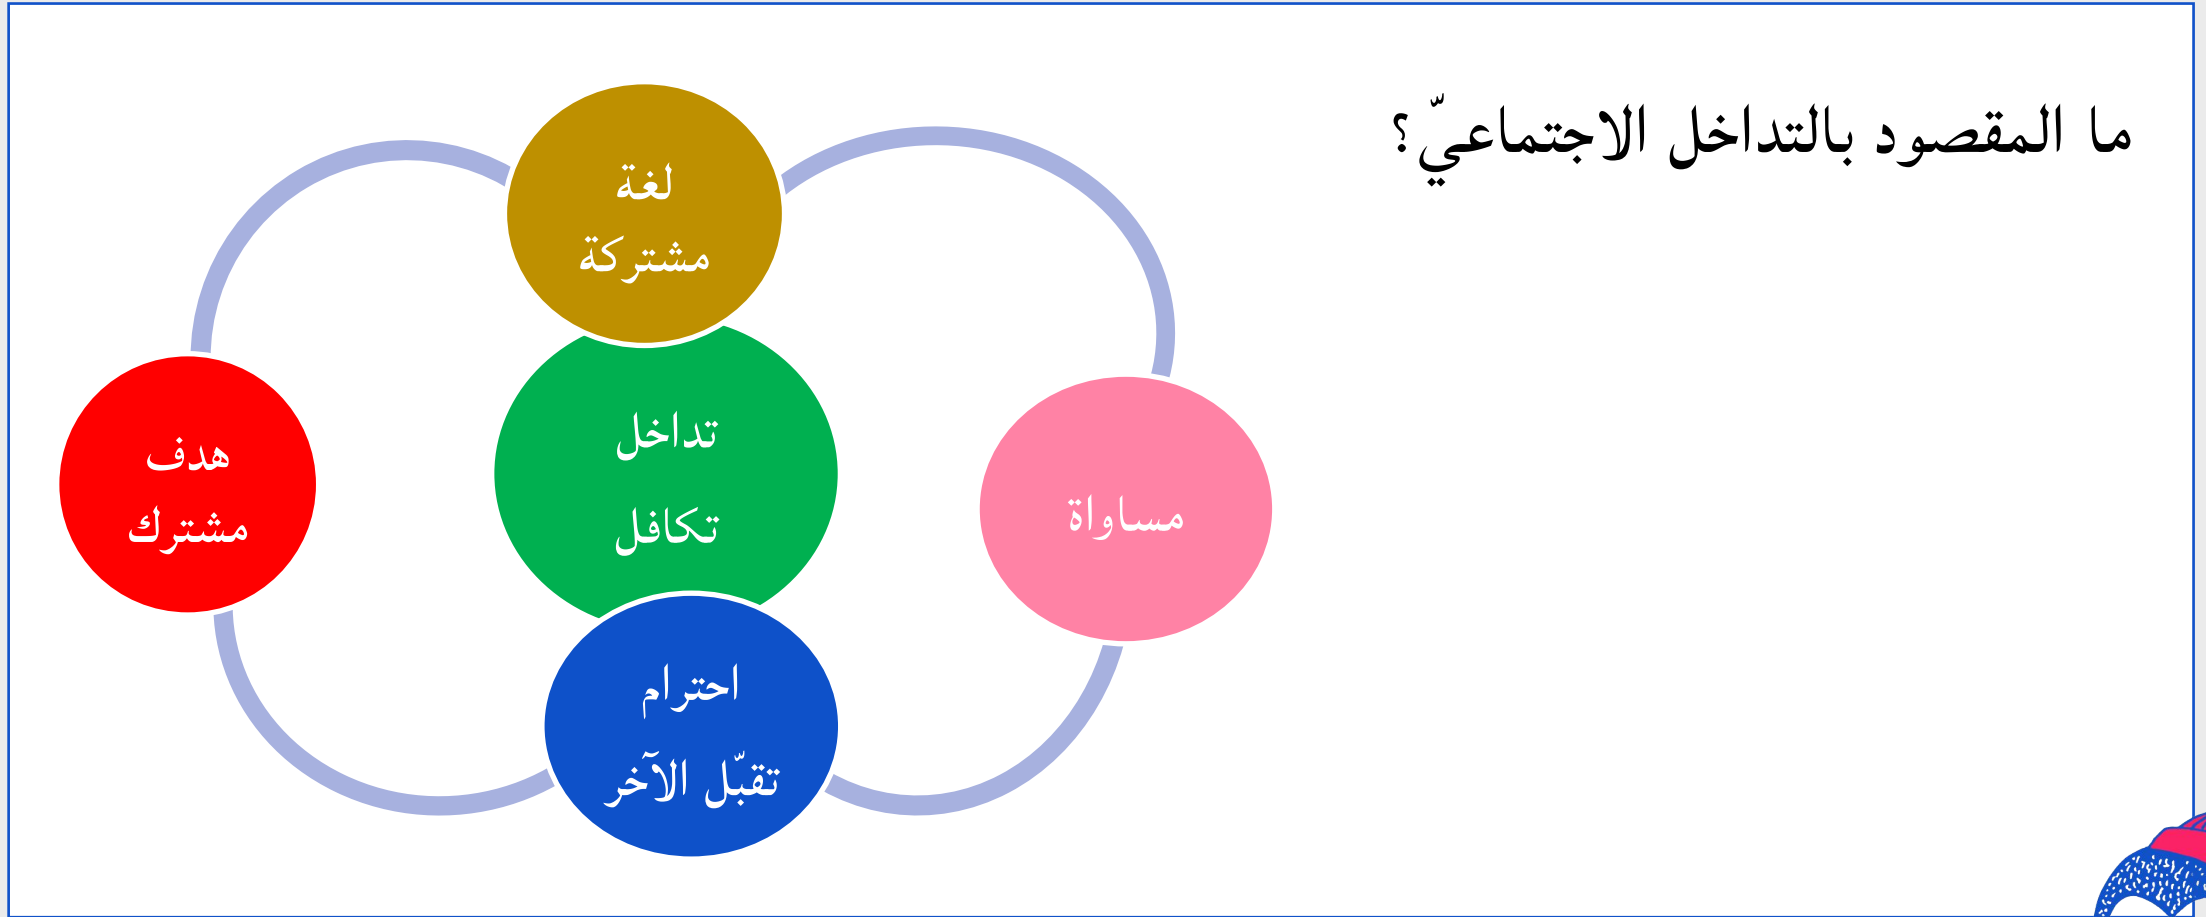 ما المقصود بالتداخل الاجتماعيّ؟
لغة
مشتركة
تداخل
تكافل
هدف
مشترك
مساواة
احترام
تقبّل الآخر